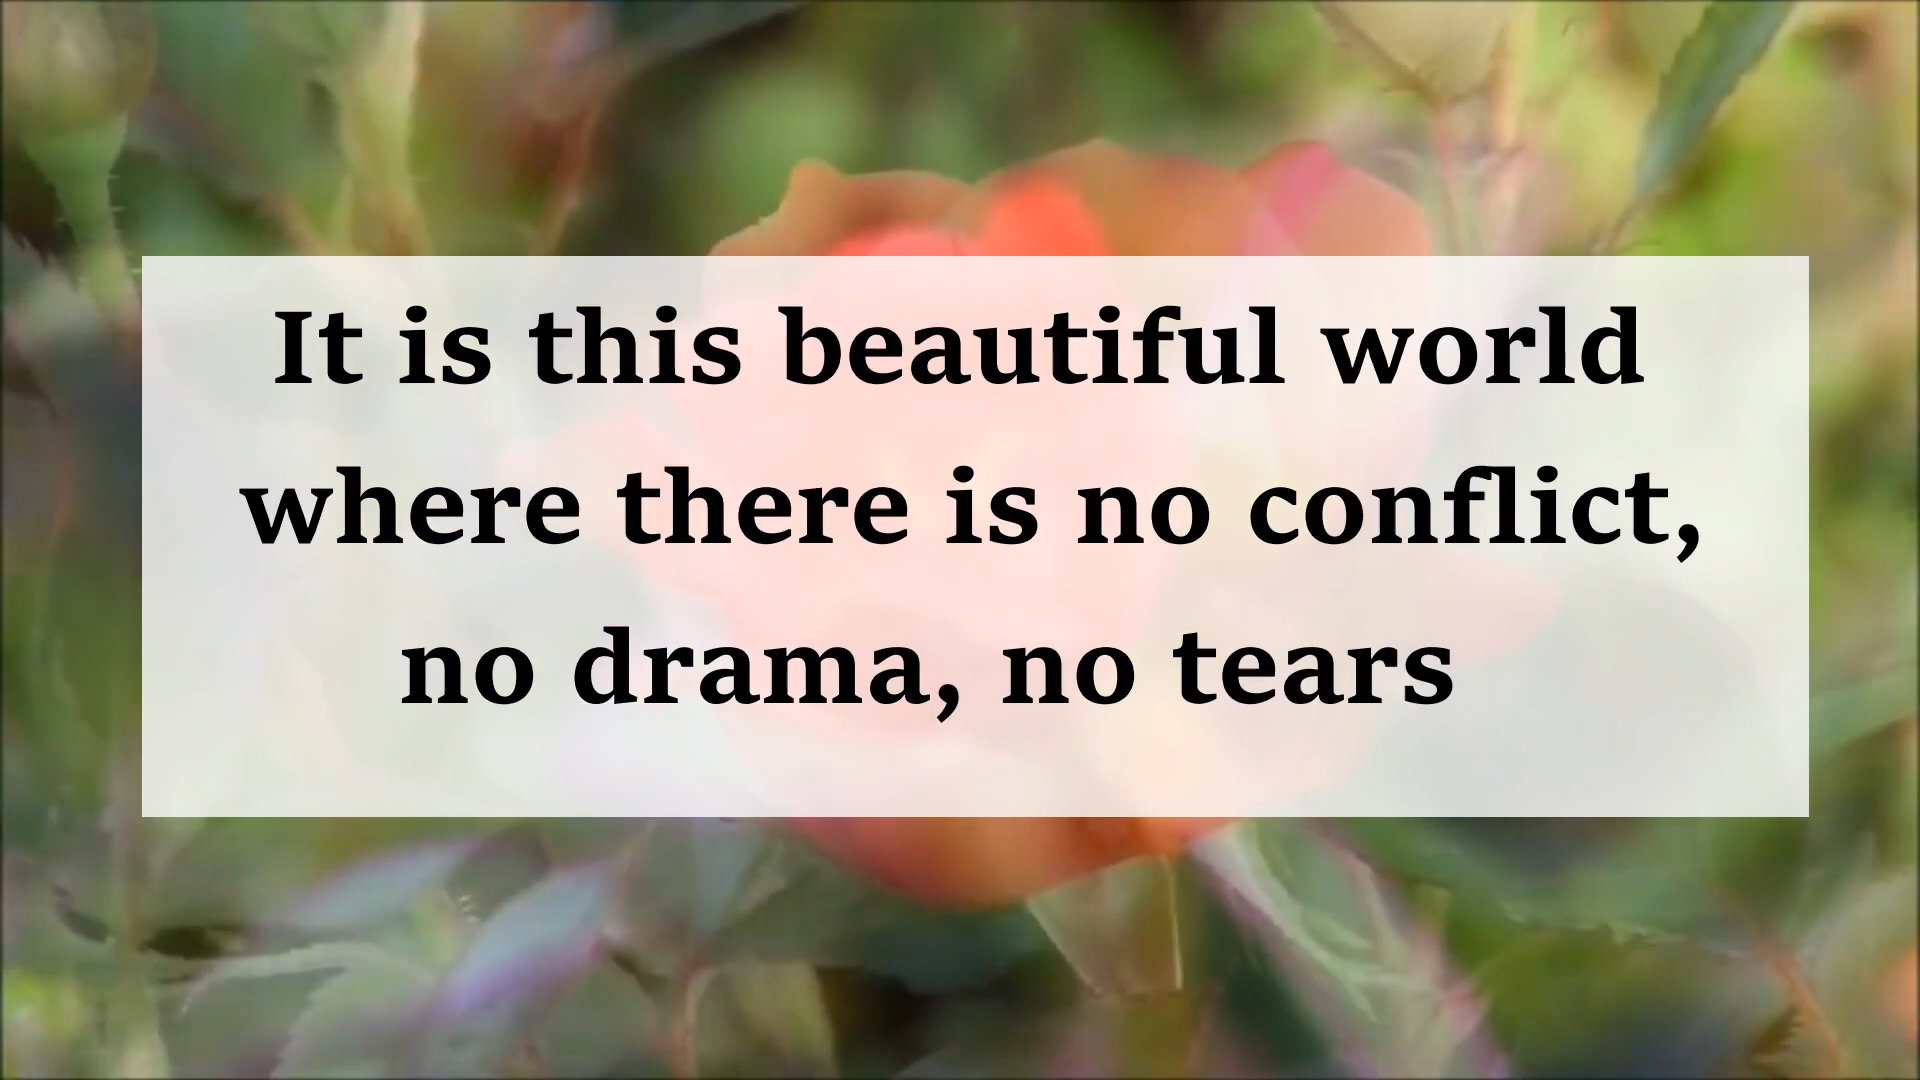 It is this beautiful world
where there is no conflict,
no drama, no tears